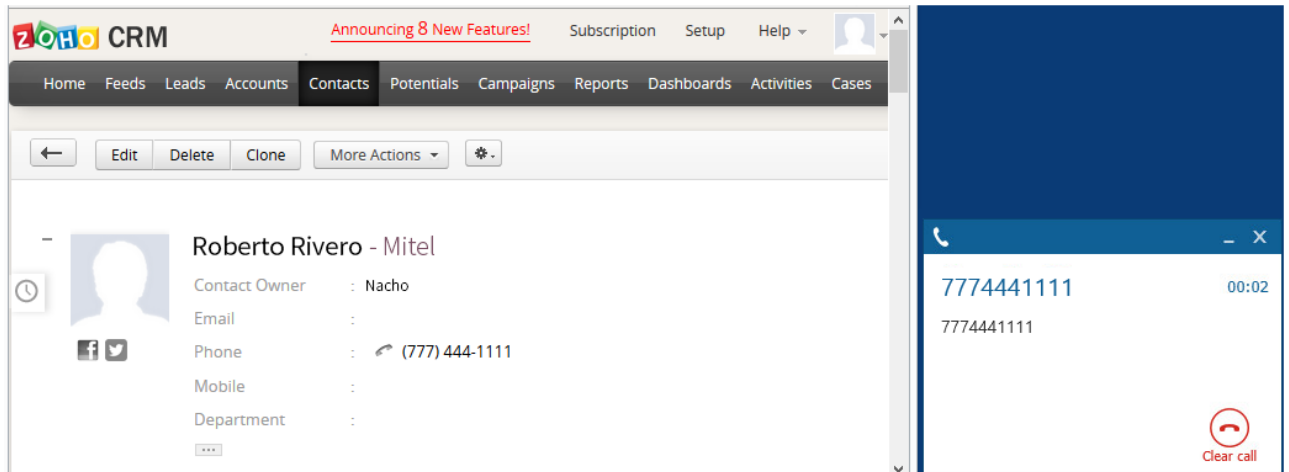 ZOHO CRM
Announcing 8 New Features!
Subscription
Setup
Help
Home Feeds Leads Accounts Contacts Potentials Campaigns Reports Dashboards Activities Cases
Edit Delete Clone More Actions
Roberto Rivero - Mitel
Contact Owner : Nacho
Email :
Phone : (777) 444-1111
Mobile :
Department :
7774441111 00:02
7774441111
Clear call